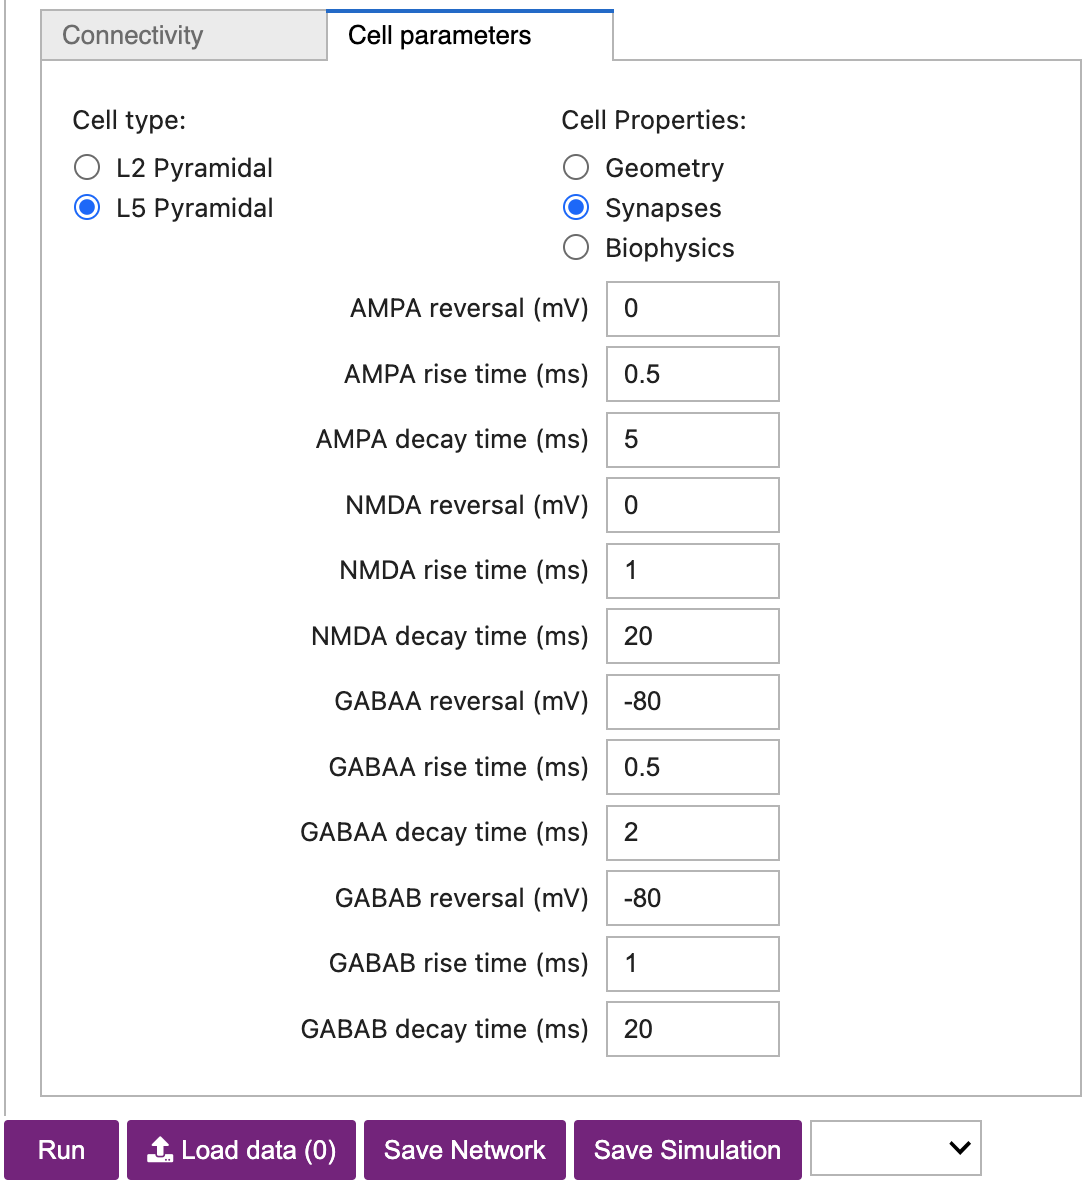 Connectivity Cell parameters
Cell type: Cell Properties:
L2 Pyramidal Geometry
L5 Pyramidal Synapses
Biophysics
AMPA reversal (mV) 0
AMPA rise time (ms) 0.5
AMPA decay time (ms) 5
NMDA reversal (mV) 0
NMDA rise time (ms) 1
NMDA decay time (ms) 20
GABAA reversal (mV) -80
GABAA rise time (ms) 0.5
GABAA decay time (ms) 2
GABAB reversal (mV) -80
GABAB rise time (ms) 1
GABAB decay time (ms) 20
Run Load data (0) Save Network Save Simulation